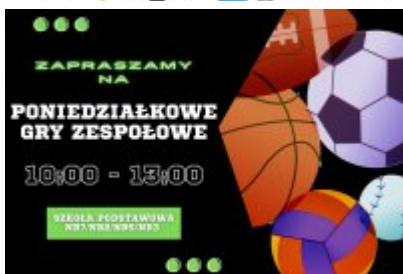 ZAPRASZAMY
NA
PONIEDZIAŁKOWE
GRY ZESPOŁOWE
10:00 - 13:00
SZKOŁA PODSTAWOWA